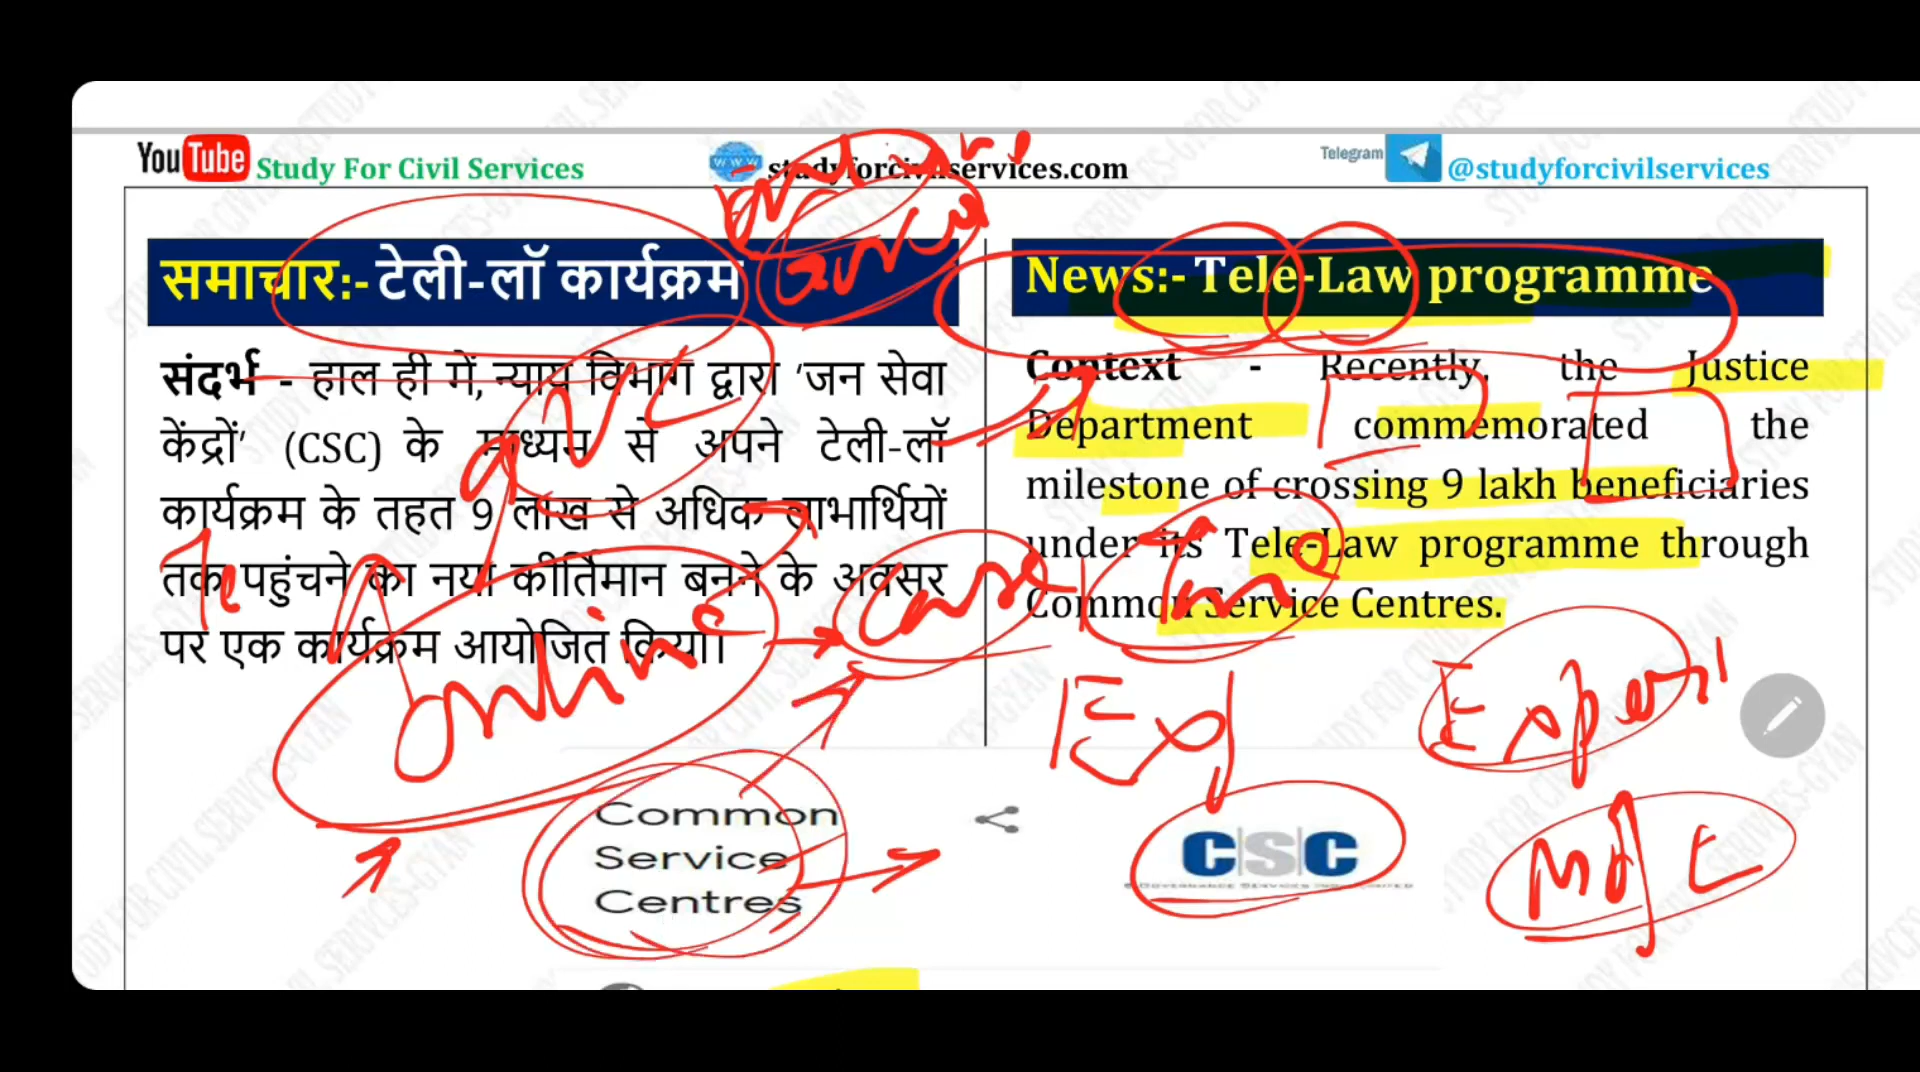 YouTube Study For Civil Services
studyforcivilservices.com
Telegram @studyforcivilservices
समाचार:- टेली-लॉ कार्यक्रम
संदर्भ - हाल ही में, न्याय विभाग द्वारा 'जन सेवा
केंद्रों' (CSC) के माध्यम से अपने टेली-लॉ
कार्यक्रम के तहत 9 लाख से अधिक लाभार्थियों
तक पहुंचने का नया कीर्तिमान बनने के अवसर
पर एक कार्यक्रम आयोजित किया।
News:- Tele-Law programme
Context - Recently, the Justice
Department commemorated the
milestone of crossing 9 lakh beneficiaries
under its Tele-Law programme through
Common Service Centres.
online
Common
Service
Centres
CSC